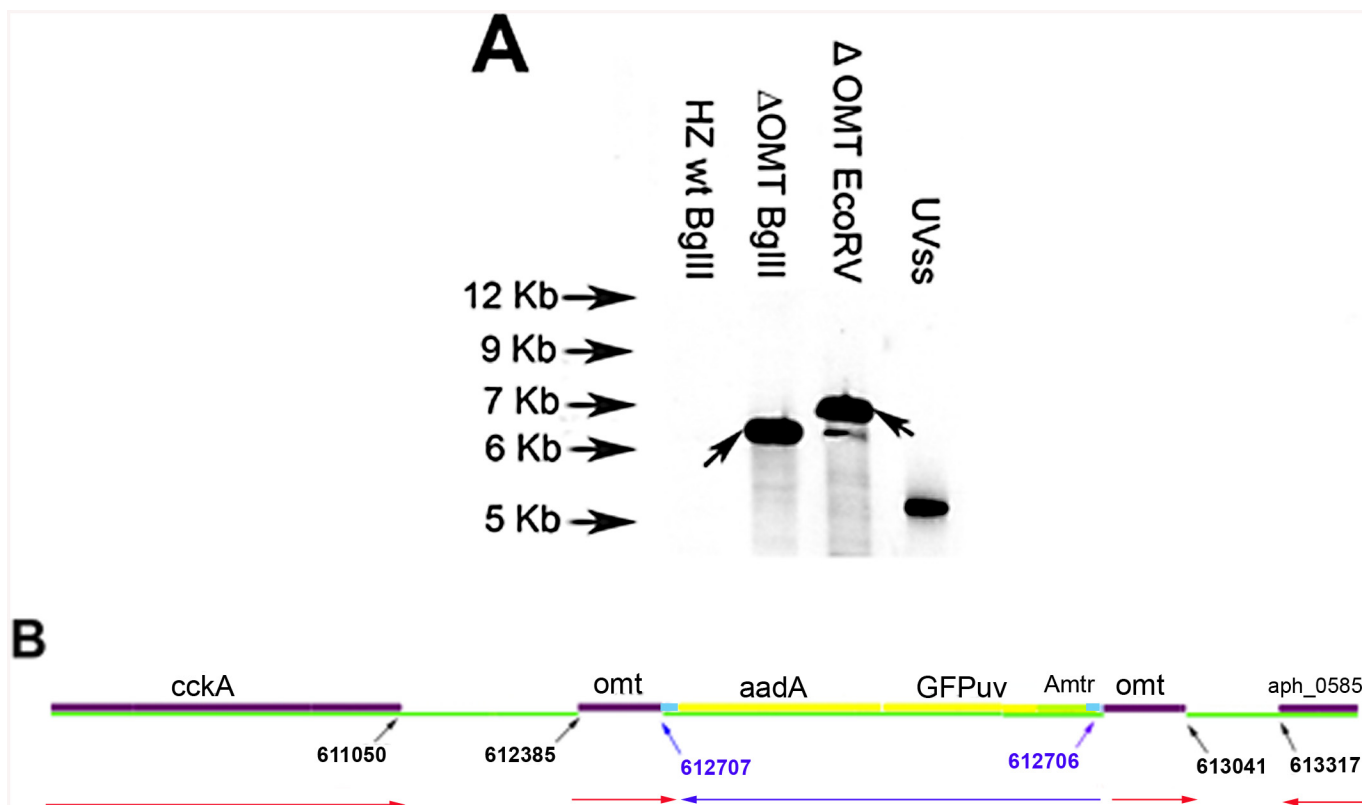 A
HZ wt BglII
ΔOMT BglII
Δ OMT EcoRV
UVss
12 Kb
9 Kb
7 Kb
6 Kb
5 Kb
B
cckA
omt
aadA
GFPuv
Amtr
omt
aph_0585
611050
612385
612707
612706
613041
613317